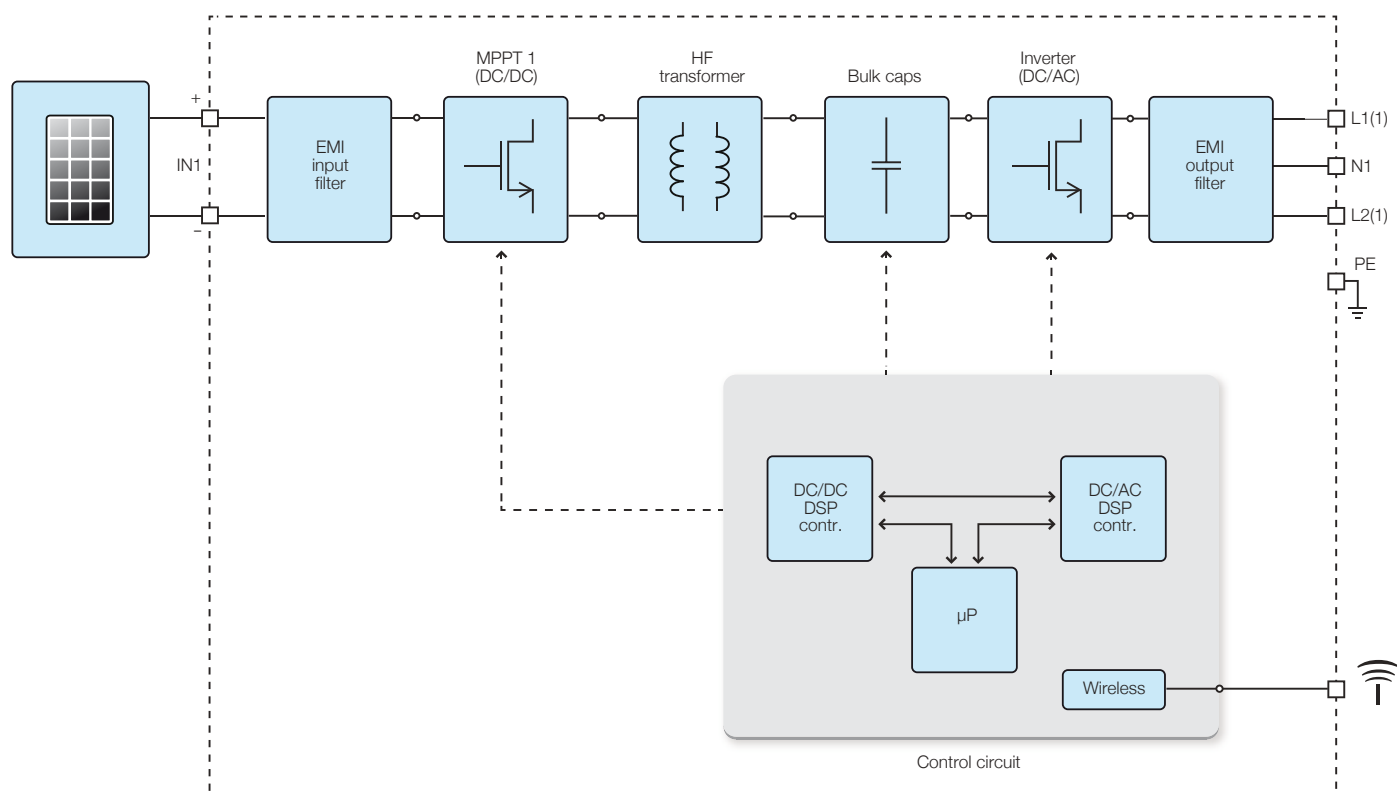 MPPT 1
(DC/DC)
HF
transformer
Bulk caps
Inverter
(DC/AC)
+
IN1
–
EMI
input
filter
EMI
output
filter
L1(1)
N1
L2(1)
PE
DC/DC
DSP
contr.
DC/AC
DSP
contr.
µP
Wireless
Control circuit